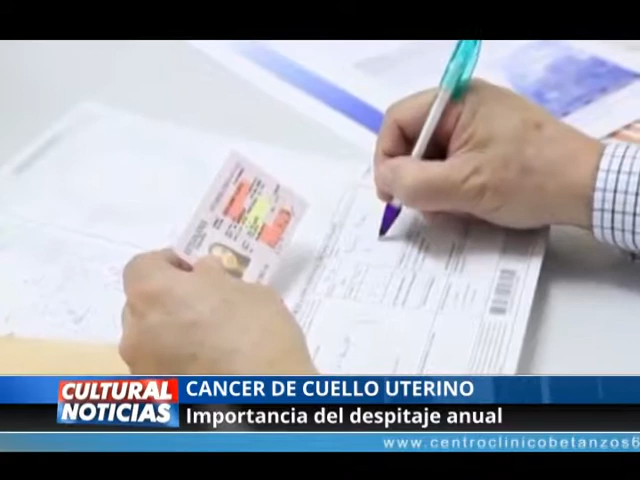 CULTURAL
NOTICIAS
CANCER DE CUELLO UTERINO
Importancia del despitaje anual
www.centroclinicobetanzos6